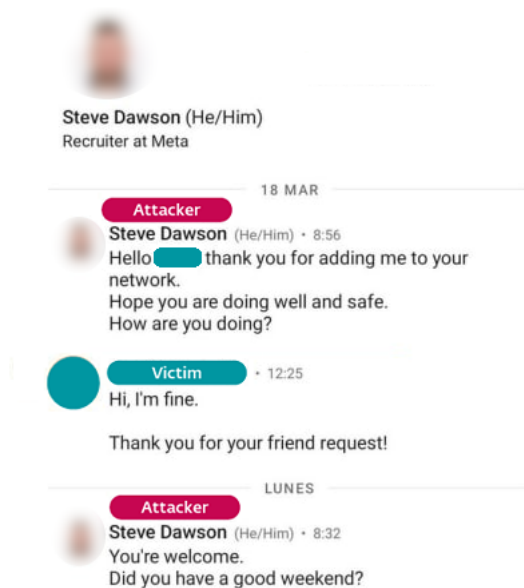 Steve Dawson (He/Him)
Recruiter at Meta
18 MAR
Attacker
Steve Dawson (He/Him) • 8:56
Hello thank you for adding me to your
network.
Hope you are doing well and safe.
How are you doing?
Victim • 12:25
Hi, I'm fine.
Thank you for your friend request!
LUNES
Attacker
Steve Dawson (He/Him) • 8:32
You're welcome.
Did you have a good weekend?